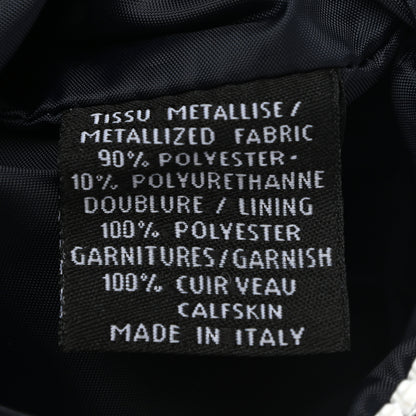 TISSU METALLISE /
METALLIZED FABRIC
90% POLYESTER -
10% POLYURETHANNE
DOUBLURE / LINING
100% POLYESTER
GARNITURES/GARNISH
100% CUIR VEAU
CALFSKIN
MADE IN ITALY